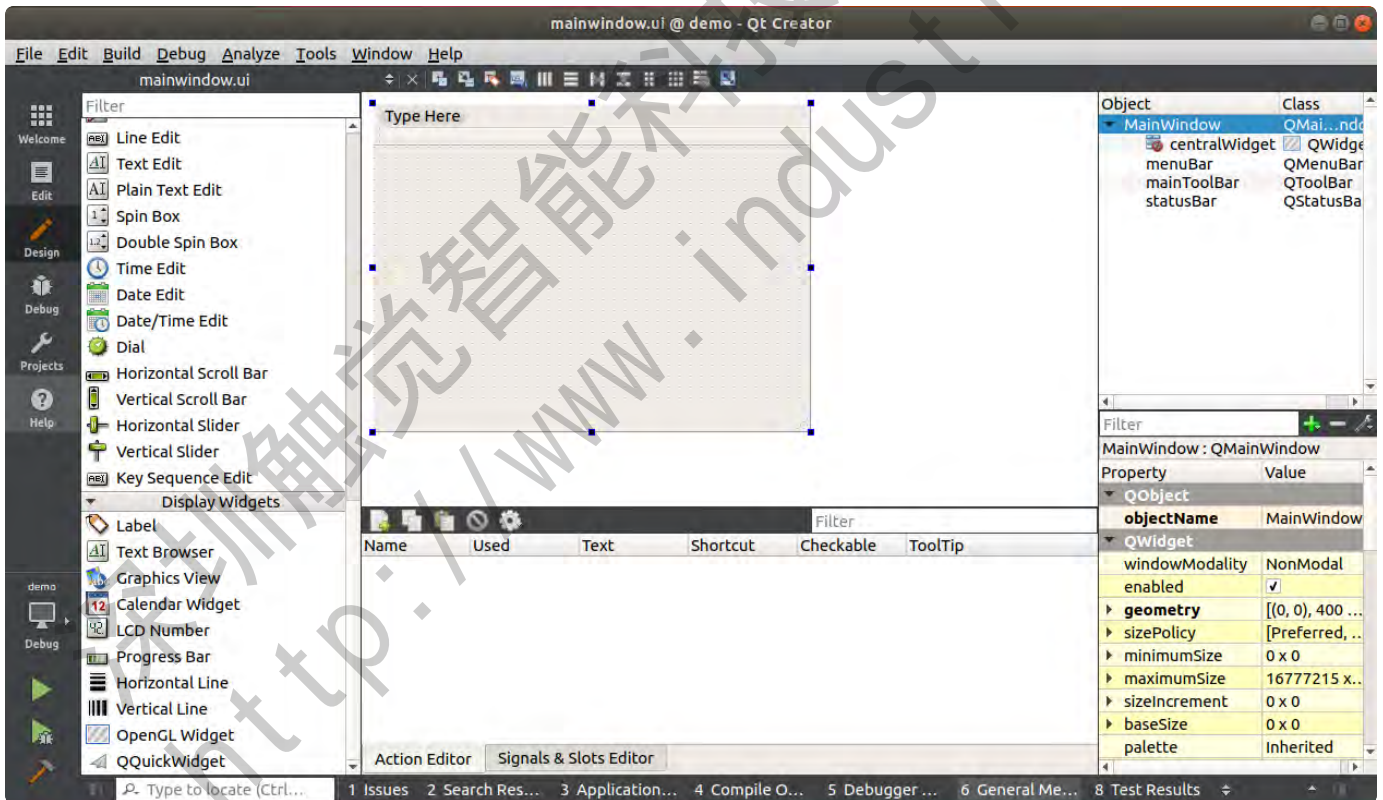 mainwindow.ui @ demo - Qt Creator
File Edit Build Debug Analyze Tools Window Help
mainwindow.ui
Welcome
Edit
Design
Debug
Projects
Help
demo
Debug
Filter
Line Edit
Text Edit
Plain Text Edit
Spin Box
Double Spin Box
Time Edit
Date Edit
Date/Time Edit
Dial
Horizontal Scroll Bar
Vertical Scroll Bar
Horizontal Slider
Vertical Slider
Key Sequence Edit
Display Widgets
Label
Text Browser
Graphics View
Calendar Widget
LCD Number
Progress Bar
Horizontal Line
Vertical Line
OpenGL Widget
QQuickWidget
Type Here
Filter
Name Used Text Shortcut Checkable ToolTip
Action Editor Signals & Slots Editor
Object Class
MainWindow QMai...ndo
centralWidget QWidge
menuBar QMenuBar
mainToolBar QToolBar
statusBar QStatusBa
Filter
MainWindow : QMainWindow
Property Value
QObject
objectName MainWindow
QWidget
windowModality NonModal
enabled
geometry [(0, 0), 400 ...
sizePolicy [Preferred, ..
minimumSize 0 x 0
maximumSize 16777215 x..
sizeIncrement 0 x 0
baseSize 0 x 0
palette Inherited
Type to locate (Ctrl...
1 Issues 2 Search Res... 3 Application... 4 Compile O... 5 Debugger ... 6 General Me... 8 Test Results
深圳触觉智能科技
http://www.industi